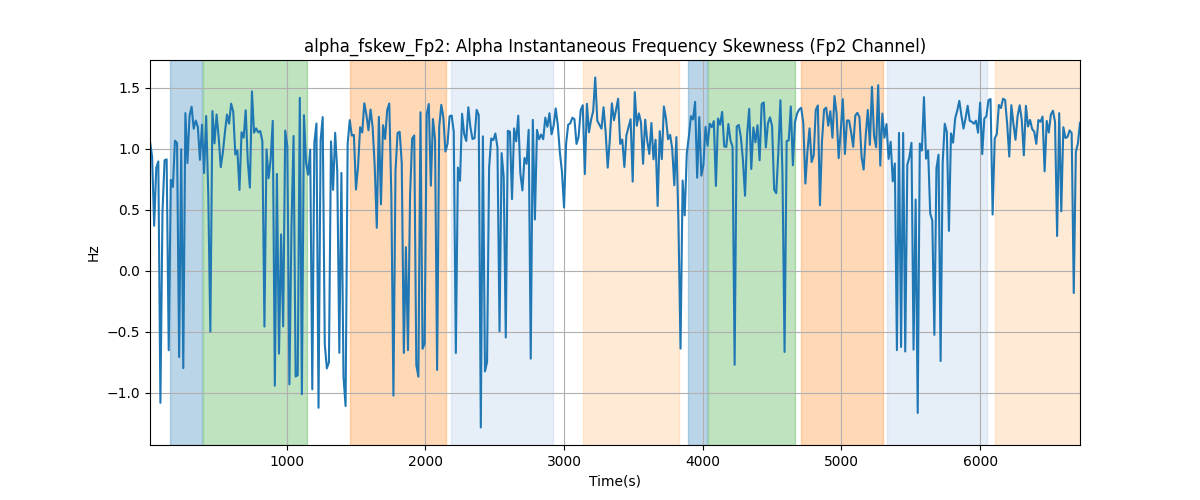 alpha_fskew_Fp2: Alpha Instantaneous Frequency Skewness (Fp2 Channel)
1.5
1.0
0.5
0.0
−0.5
−1.0
Hz
1000 2000 3000 4000 5000 6000
Time(s)